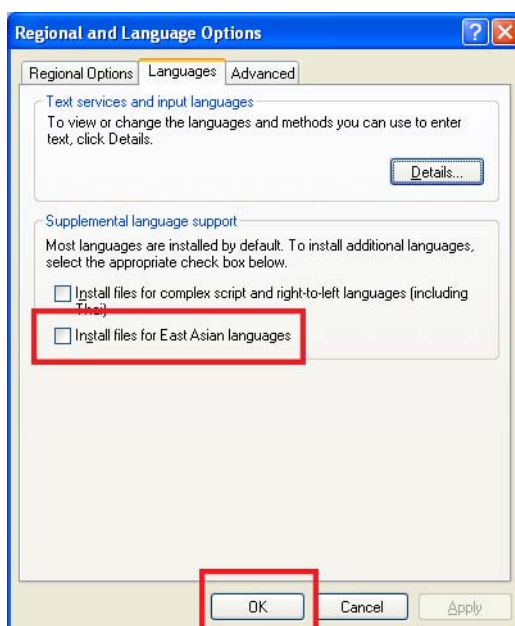 Regional and Language Options
Regional Options Languages Advanced
Text services and input languages
To view or change the languages and methods you can use to enter
text, click Details.
Details...
Supplemental language support
Most languages are installed by default. To install additional languages,
select the appropriate check box below.
Install files for complex script and right-to-left languages (including
Thai)
Install files for East Asian languages
OK Cancel Apply